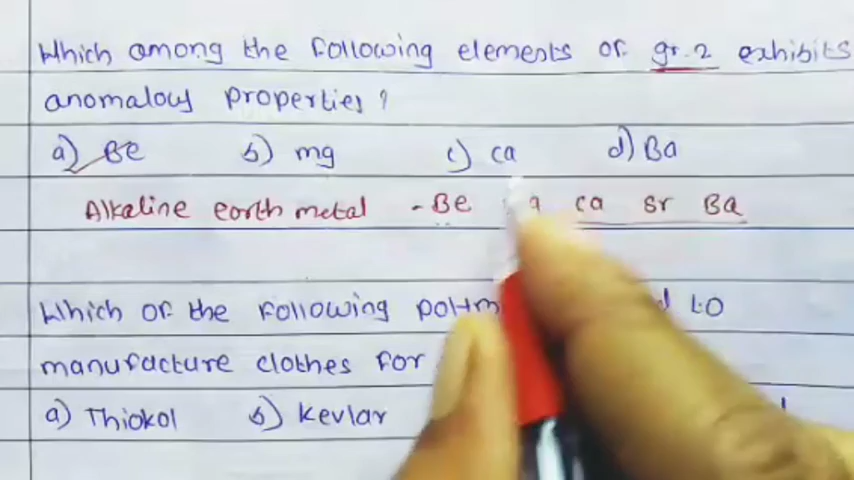 Which among the following elements of gr.2 exhibits
anomalous properties?
a) Be b) mg c) ca d) Ba
Alkaline earth metal - Be ca sr Ba
Which of the following to
manufacture clothes for
a) Thiokol b) Kevlar